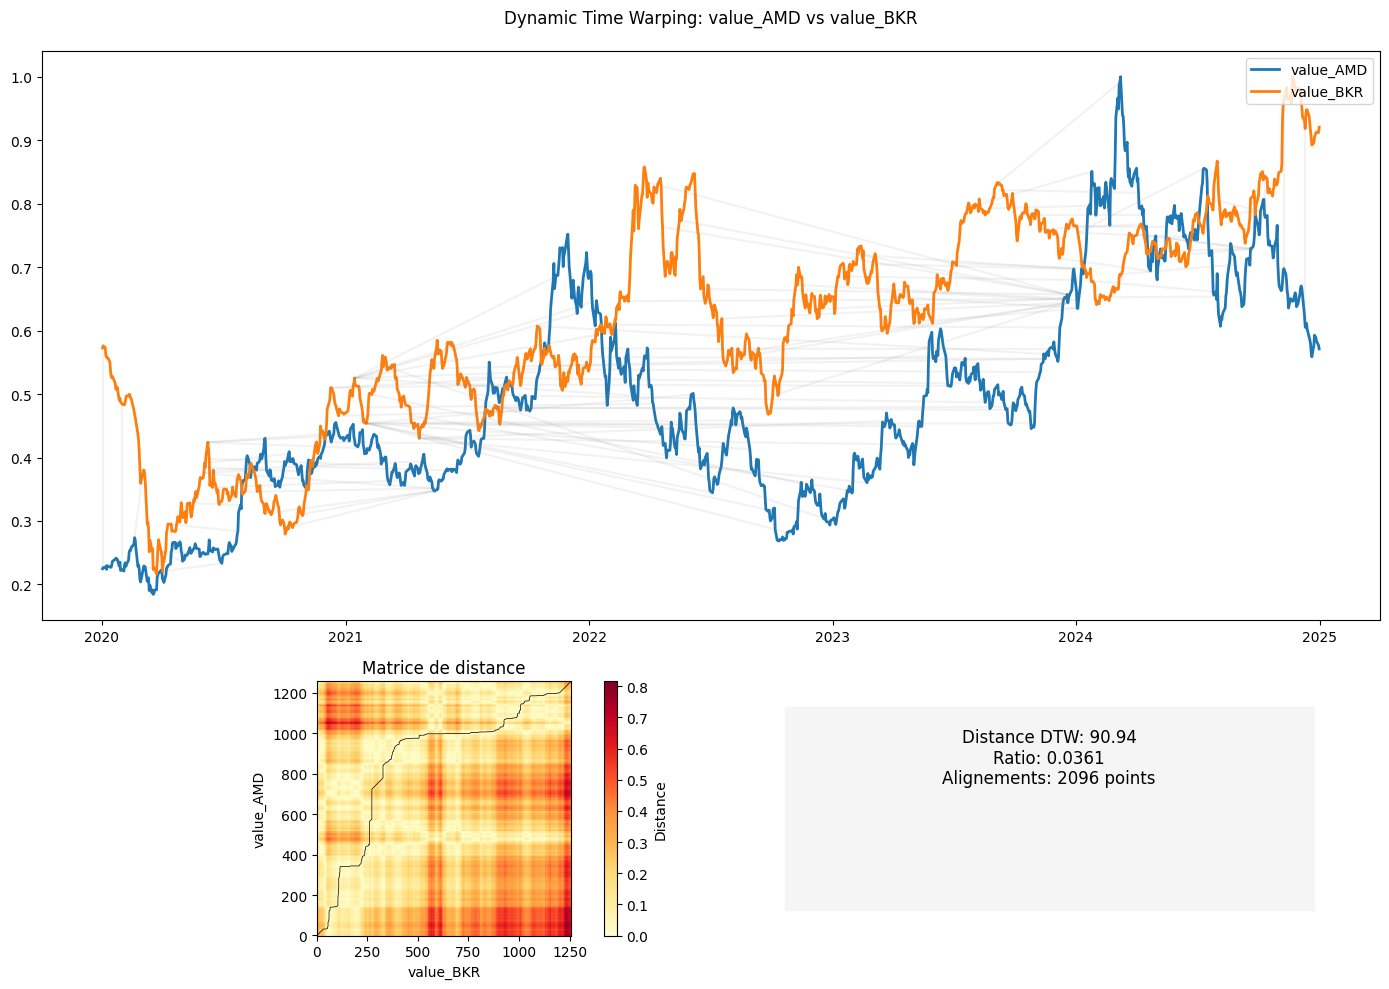 Dynamic Time Warping: value_AMD vs value_BKR
value_AMD
value_BKR
1.0
0.9
0.8
0.7
0.6
0.5
0.4
0.3
0.2
2020 2021 2022 2023 2024 2025
Matrice de distance
value_AMD
1200
1000
800
600
400
200
0
0 250 500 750 1000 1250
value_BKR
0.8
0.7
0.6
0.5
0.4
0.3
0.2
0.1
0.0
Distance
Distance DTW: 90.94
Ratio: 0.0361
Alignements: 2096 points